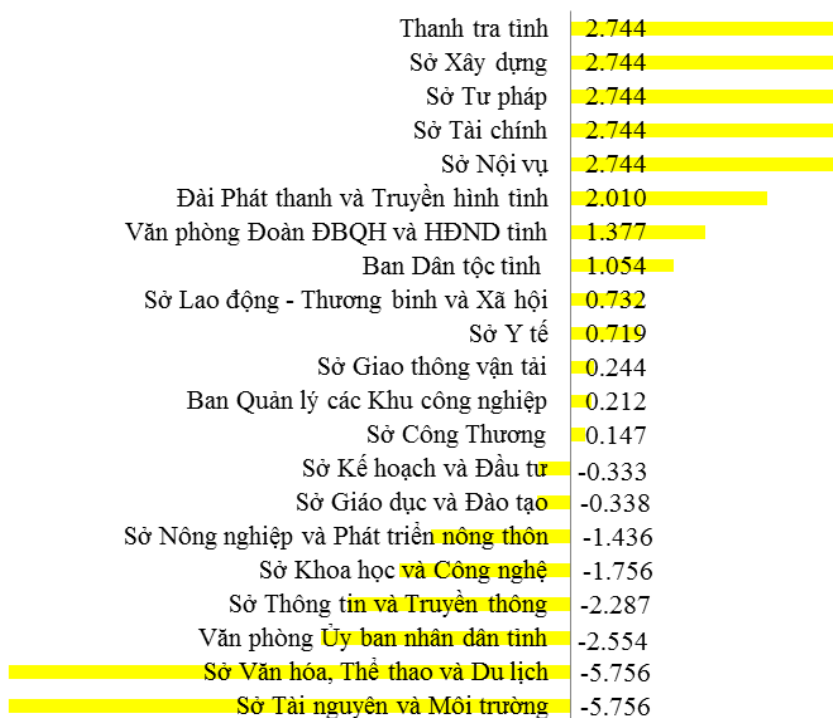 Thanh tra tỉnh 2.744
Sở Xây dựng 2.744
Sở Tư pháp 2.744
Sở Tài chính 2.744
Sở Nội vụ 2.744
Đài Phát thanh và Truyền hình tỉnh 2.010
Văn phòng Đoàn ĐBQH và HĐND tỉnh 1.377
Ban Dân tộc tỉnh 1.054
Sở Lao động - Thương binh và Xã hội 0.732
Sở Y tế 0.719
Sở Giao thông vận tải 0.244
Ban Quản lý các Khu công nghiệp 0.212
Sở Công Thương 0.147
Sở Kế hoạch và Đầu tư -0.333
Sở Giáo dục và Đào tạo -0.338
Sở Nông nghiệp và Phát triển nông thôn -1.436
Sở Khoa học và Công nghệ -1.756
Sở Thông tin và Truyền thông -2.287
Văn phòng Ủy ban nhân dân tỉnh -2.554
Sở Văn hóa, Thể thao và Du lịch -5.756
Sở Tài nguyên và Môi trường -5.756